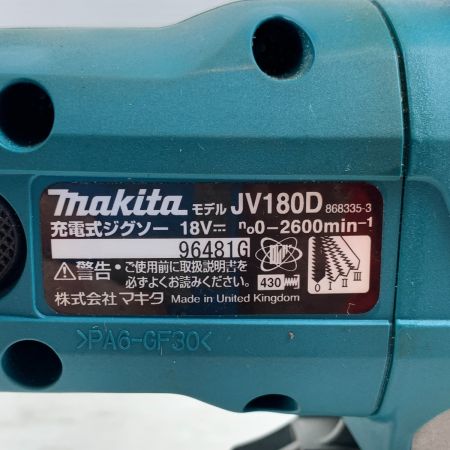 makita モデル JV180D 868335-3
充電式ジグソー 18V⎓ n₀0-2600min⁻¹
96481G
⚠警告・ご使用前に取扱説明書を
必ずよくお読みください。
430
0 I II III
株式会社 マキタ Made in United Kingdom
>PA6-GF30<